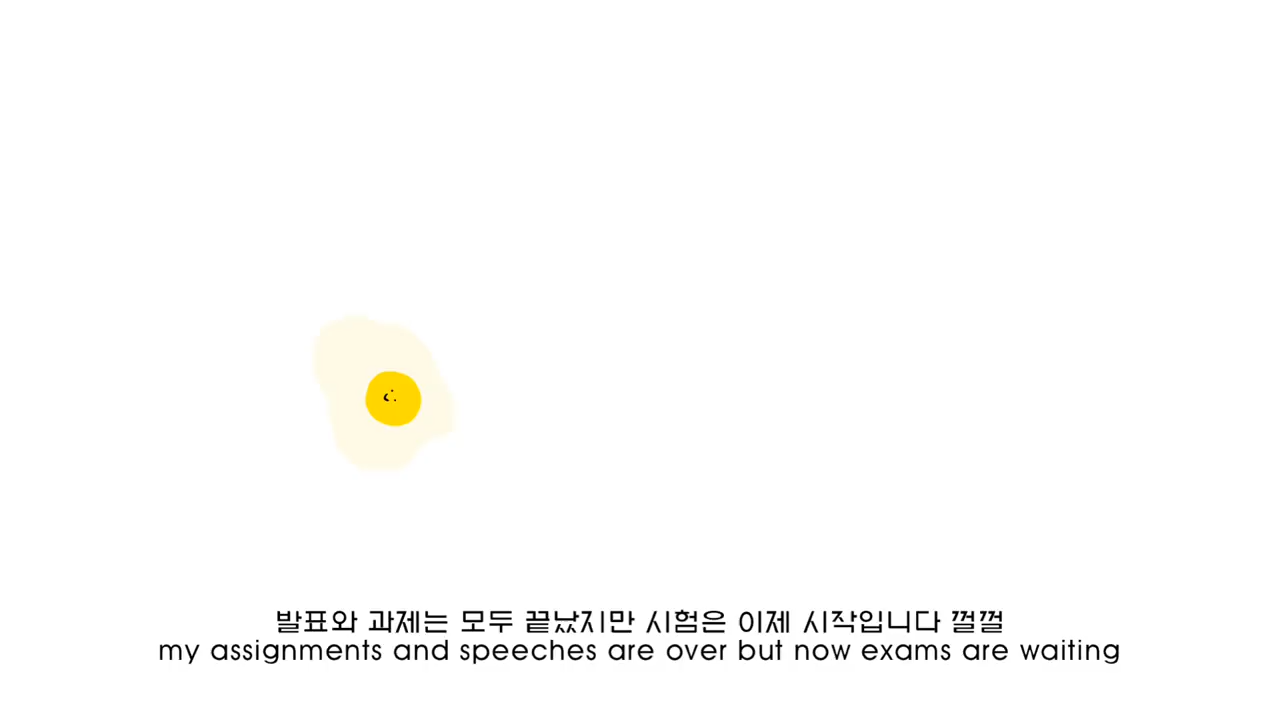 발표와 과제는 모두 끝났지만 시험은 이제 시작입니다 껄껄
my assignments and speeches are over but now exams are waiting